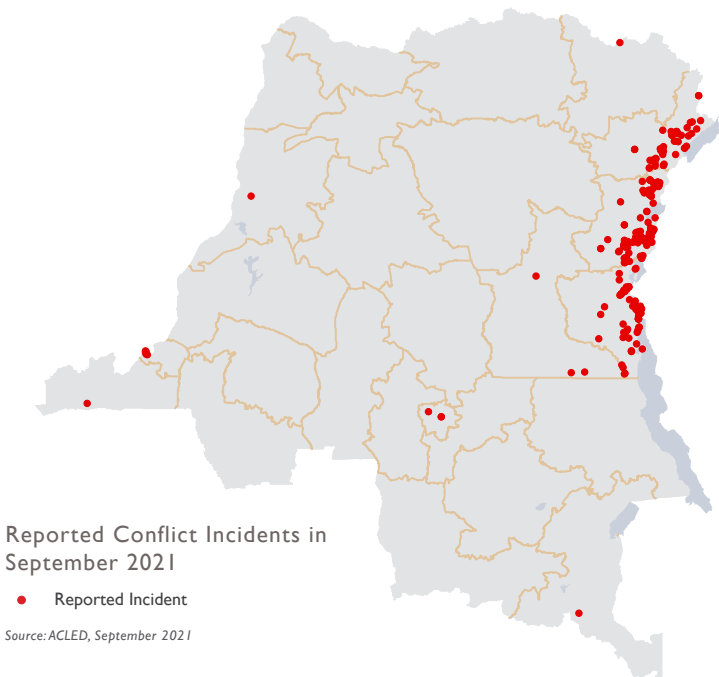 Reported Conflict Incidents in
September 2021
Reported Incident
Source: ACLED, September 2021